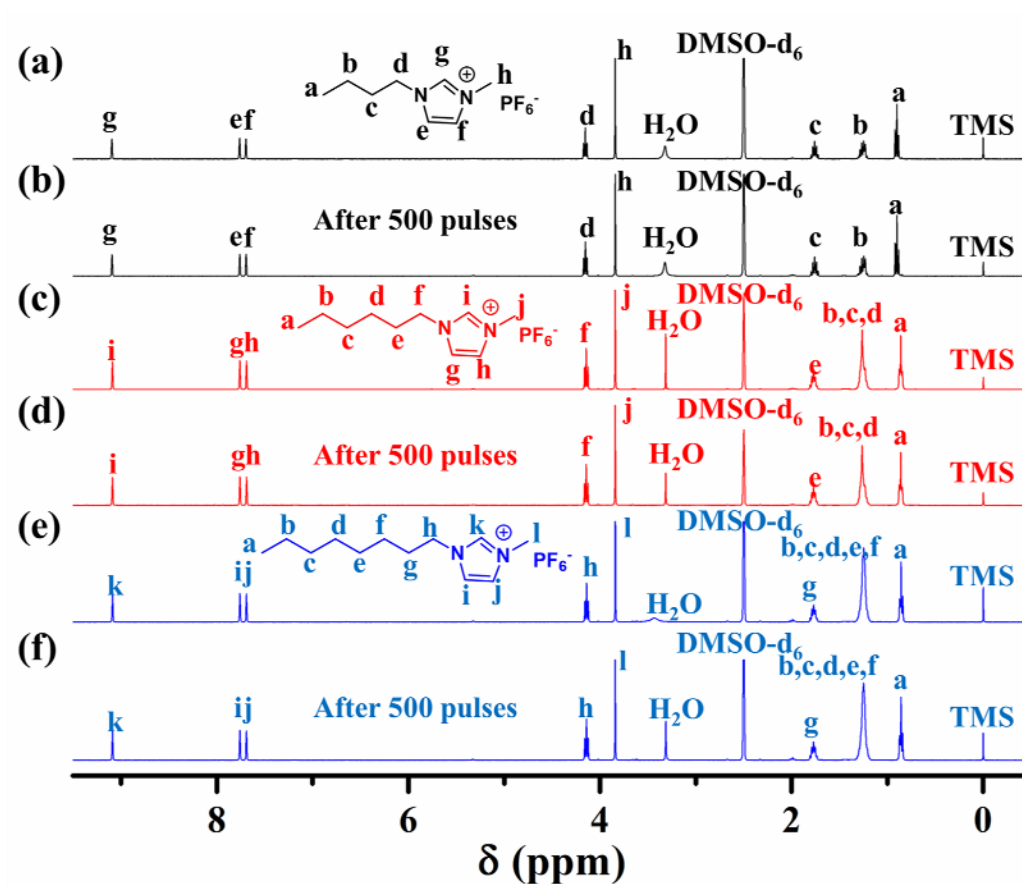 (a)
a b c d e f g h N N ⊕ PF₆⁻
g ef d h H₂O DMSO-d₆ c b a TMS
(b)
After 500 pulses
g ef d h H₂O DMSO-d₆ c b a TMS
(c)
a b c d e f g h i j N N ⊕ PF₆⁻
i gh f j H₂O DMSO-d₆ e b,c,d a TMS
(d)
After 500 pulses
i gh f j H₂O DMSO-d₆ e b,c,d a TMS
(e)
a b c d e f g h i j k l N N ⊕ PF₆⁻
k ij h l H₂O DMSO-d₆ g b,c,d,e,f a TMS
(f)
After 500 pulses
k ij h l H₂O DMSO-d₆ g b,c,d,e,f a TMS
8 6 4 2 0
δ (ppm)